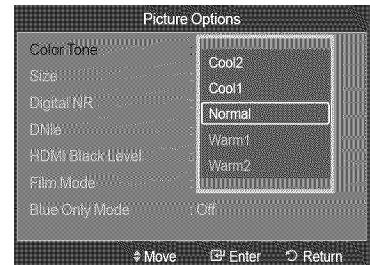 Picture Options
Color Tone :
Cool2
Size :
Cool1
Digital NR :
Normal
DNIe :
Warm1
HDMI Black Level :
Warm2
Film Mode :
Blue Only Mode : Off
Move Enter Return